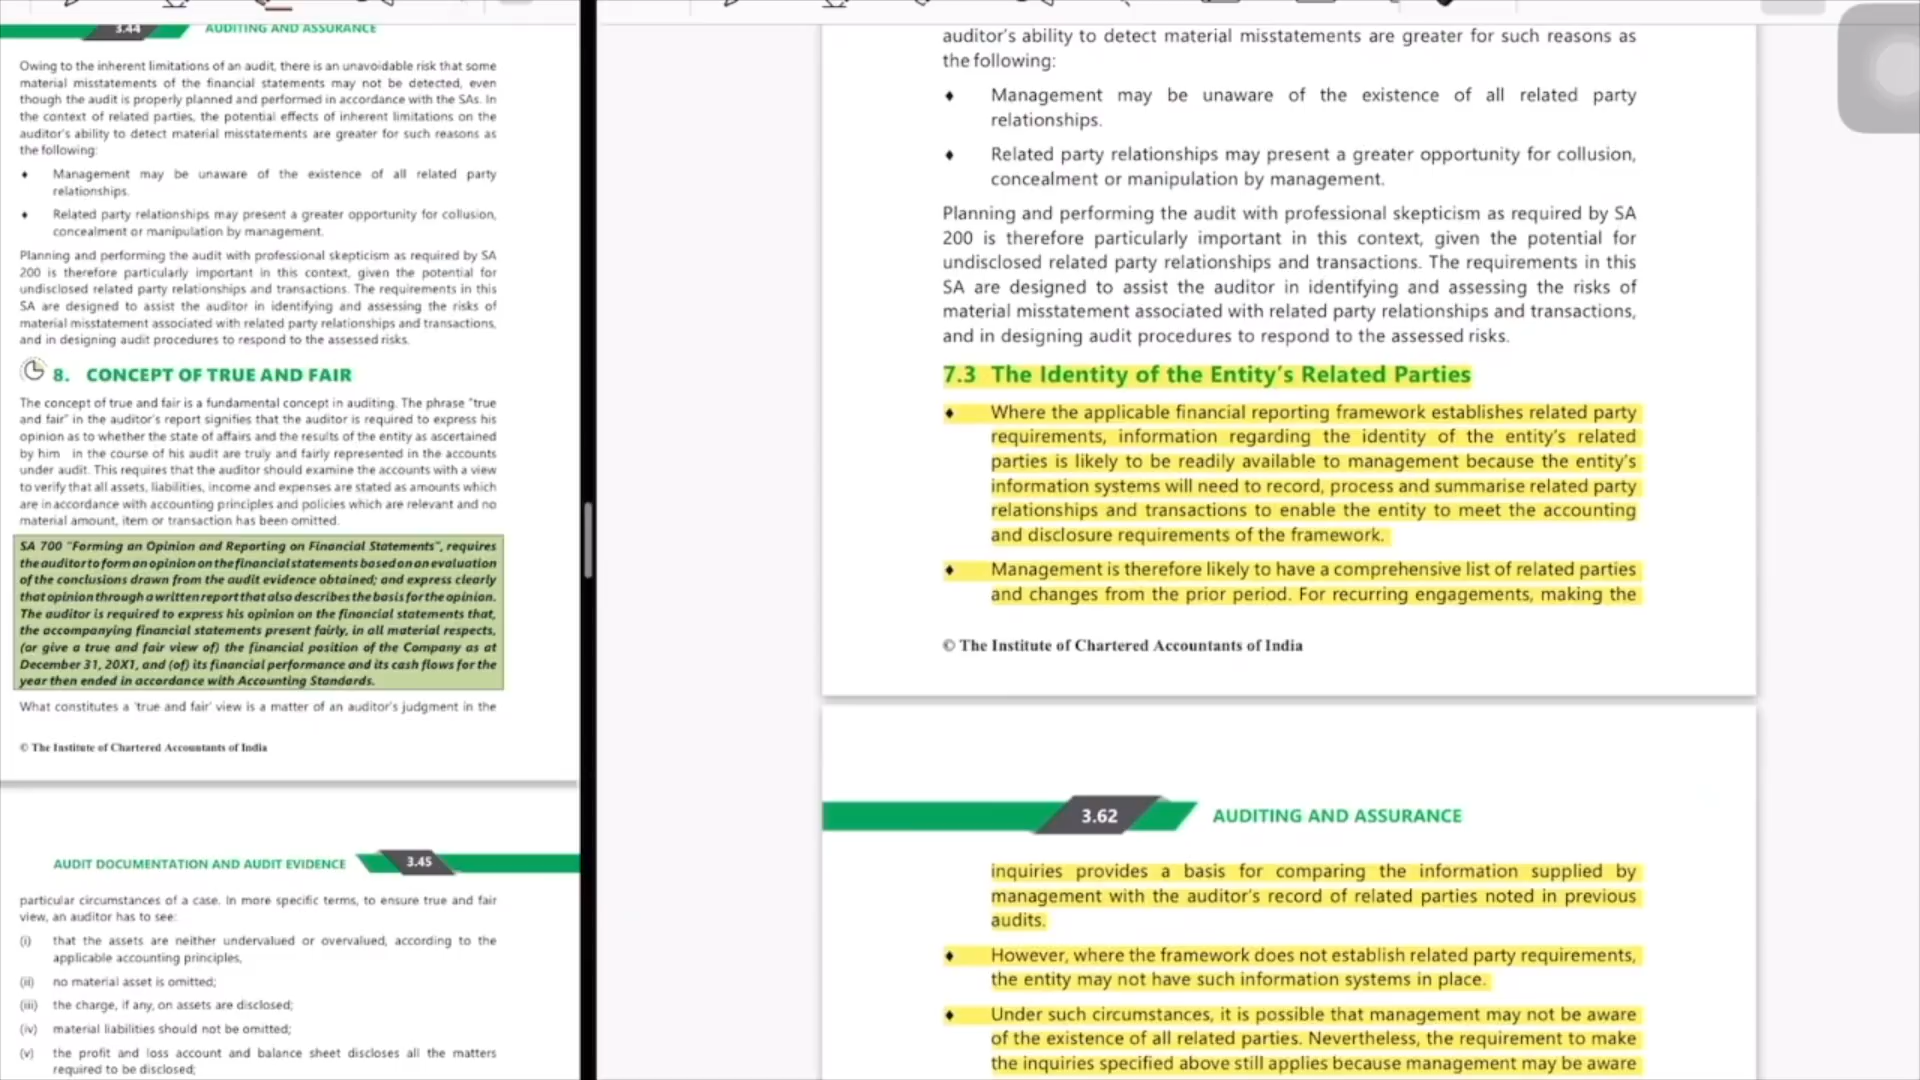 3.44 AUDITING AND ASSURANCE
Owing to the inherent limitations of an audit, there is an unavoidable risk that some
material misstatements of the financial statements may not be detected, even
though the audit is properly planned and performed in accordance with the SAs. In
the context of related parties, the potential effects of inherent limitations on the
auditor's ability to detect material misstatements are greater for such reasons as
the following:
♦ Management may be unaware of the existence of all related party
relationships.
♦ Related party relationships may present a greater opportunity for collusion,
concealment or manipulation by management.
Planning and performing the audit with professional skepticism as required by SA
200 is therefore particularly important in this context, given the potential for
undisclosed related party relationships and transactions. The requirements in this
SA are designed to assist the auditor in identifying and assessing the risks of
material misstatement associated with related party relationships and transactions,
and in designing audit procedures to respond to the assessed risks.
8. CONCEPT OF TRUE AND FAIR
The concept of true and fair is a fundamental concept in auditing. The phrase "true
and fair" in the auditor's report signifies that the auditor is required to express his
opinion as to whether the state of affairs and the results of the entity as ascertained
by him in the course of his audit are truly and fairly represented in the accounts
under audit. This requires that the auditor should examine the accounts with a view
to verify that all assets, liabilities, income and expenses are stated as amounts which
are in accordance with accounting principles and policies which are relevant and no
material amount, item or transaction has been omitted.
SA 700 "Forming an Opinion and Reporting on Financial Statements", requires
the auditor to form an opinion on the financial statements based on an evaluation
of the conclusions drawn from the audit evidence obtained; and express clearly
that opinion through a written report that also describes the basis for the opinion.
The auditor is required to express his opinion on the financial statements that,
the accompanying financial statements present fairly, in all material respects,
(or give a true and fair view of) the financial position of the Company as at
December 31, 20X1, and (of) its financial performance and its cash flows for the
year then ended in accordance with Accounting Standards.
What constitutes a 'true and fair' view is a matter of an auditor's judgment in the
© The Institute of Chartered Accountants of India
AUDIT DOCUMENTATION AND AUDIT EVIDENCE 3.45
particular circumstances of a case. In more specific terms, to ensure true and fair
view, an auditor has to see:
(i) that the assets are neither undervalued or overvalued, according to the
applicable accounting principles,
(ii) no material asset is omitted;
(iii) the charge, if any, on assets are disclosed;
(iv) material liabilities should not be omitted;
(v) the profit and loss account and balance sheet discloses all the matters
required to be disclosed;
auditor's ability to detect material misstatements are greater for such reasons as
the following:
♦ Management may be unaware of the existence of all related party
relationships.
♦ Related party relationships may present a greater opportunity for collusion,
concealment or manipulation by management.
Planning and performing the audit with professional skepticism as required by SA
200 is therefore particularly important in this context, given the potential for
undisclosed related party relationships and transactions. The requirements in this
SA are designed to assist the auditor in identifying and assessing the risks of
material misstatement associated with related party relationships and transactions,
and in designing audit procedures to respond to the assessed risks.
7.3 The Identity of the Entity's Related Parties
♦ Where the applicable financial reporting framework establishes related party
requirements, information regarding the identity of the entity's related
parties is likely to be readily available to management because the entity's
information systems will need to record, process and summarise related party
relationships and transactions to enable the entity to meet the accounting
and disclosure requirements of the framework.
♦ Management is therefore likely to have a comprehensive list of related parties
and changes from the prior period. For recurring engagements, making the
© The Institute of Chartered Accountants of India
3.62 AUDITING AND ASSURANCE
inquiries provides a basis for comparing the information supplied by
management with the auditor's record of related parties noted in previous
audits.
♦ However, where the framework does not establish related party requirements,
the entity may not have such information systems in place.
♦ Under such circumstances, it is possible that management may not be aware
of the existence of all related parties. Nevertheless, the requirement to make
the inquiries specified above still applies because management may be aware